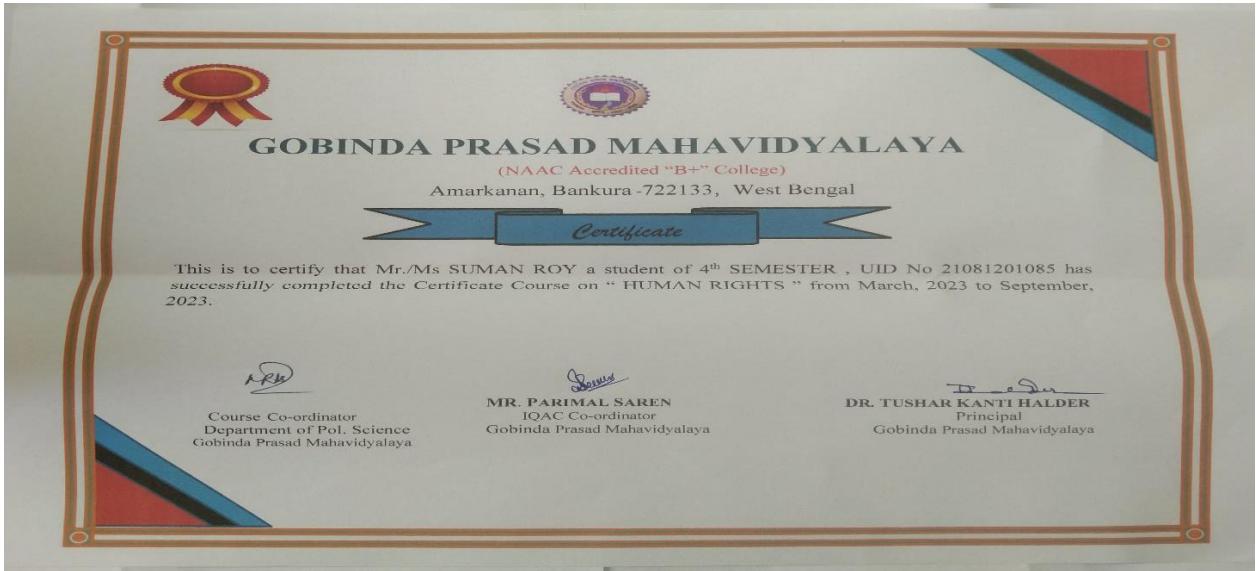 GOBINDA PRASAD MAHAVIDYALAYA
(NAAC Accredited “B+” College)
Amarkanan, Bankura -722133, West Bengal
Certificate
This is to certify that Mr./Ms SUMAN ROY a student of 4th SEMESTER , UID No 21081201085 has
successfully completed the Certificate Course on “ HUMAN RIGHTS ” from March, 2023 to September,
2023.
Course Co-ordinator
Department of Pol. Science
Gobinda Prasad Mahavidyalaya
MR. PARIMAL SAREN
IQAC Co-ordinator
Gobinda Prasad Mahavidyalaya
DR. TUSHAR KANTI HALDER
Principal
Gobinda Prasad Mahavidyalaya